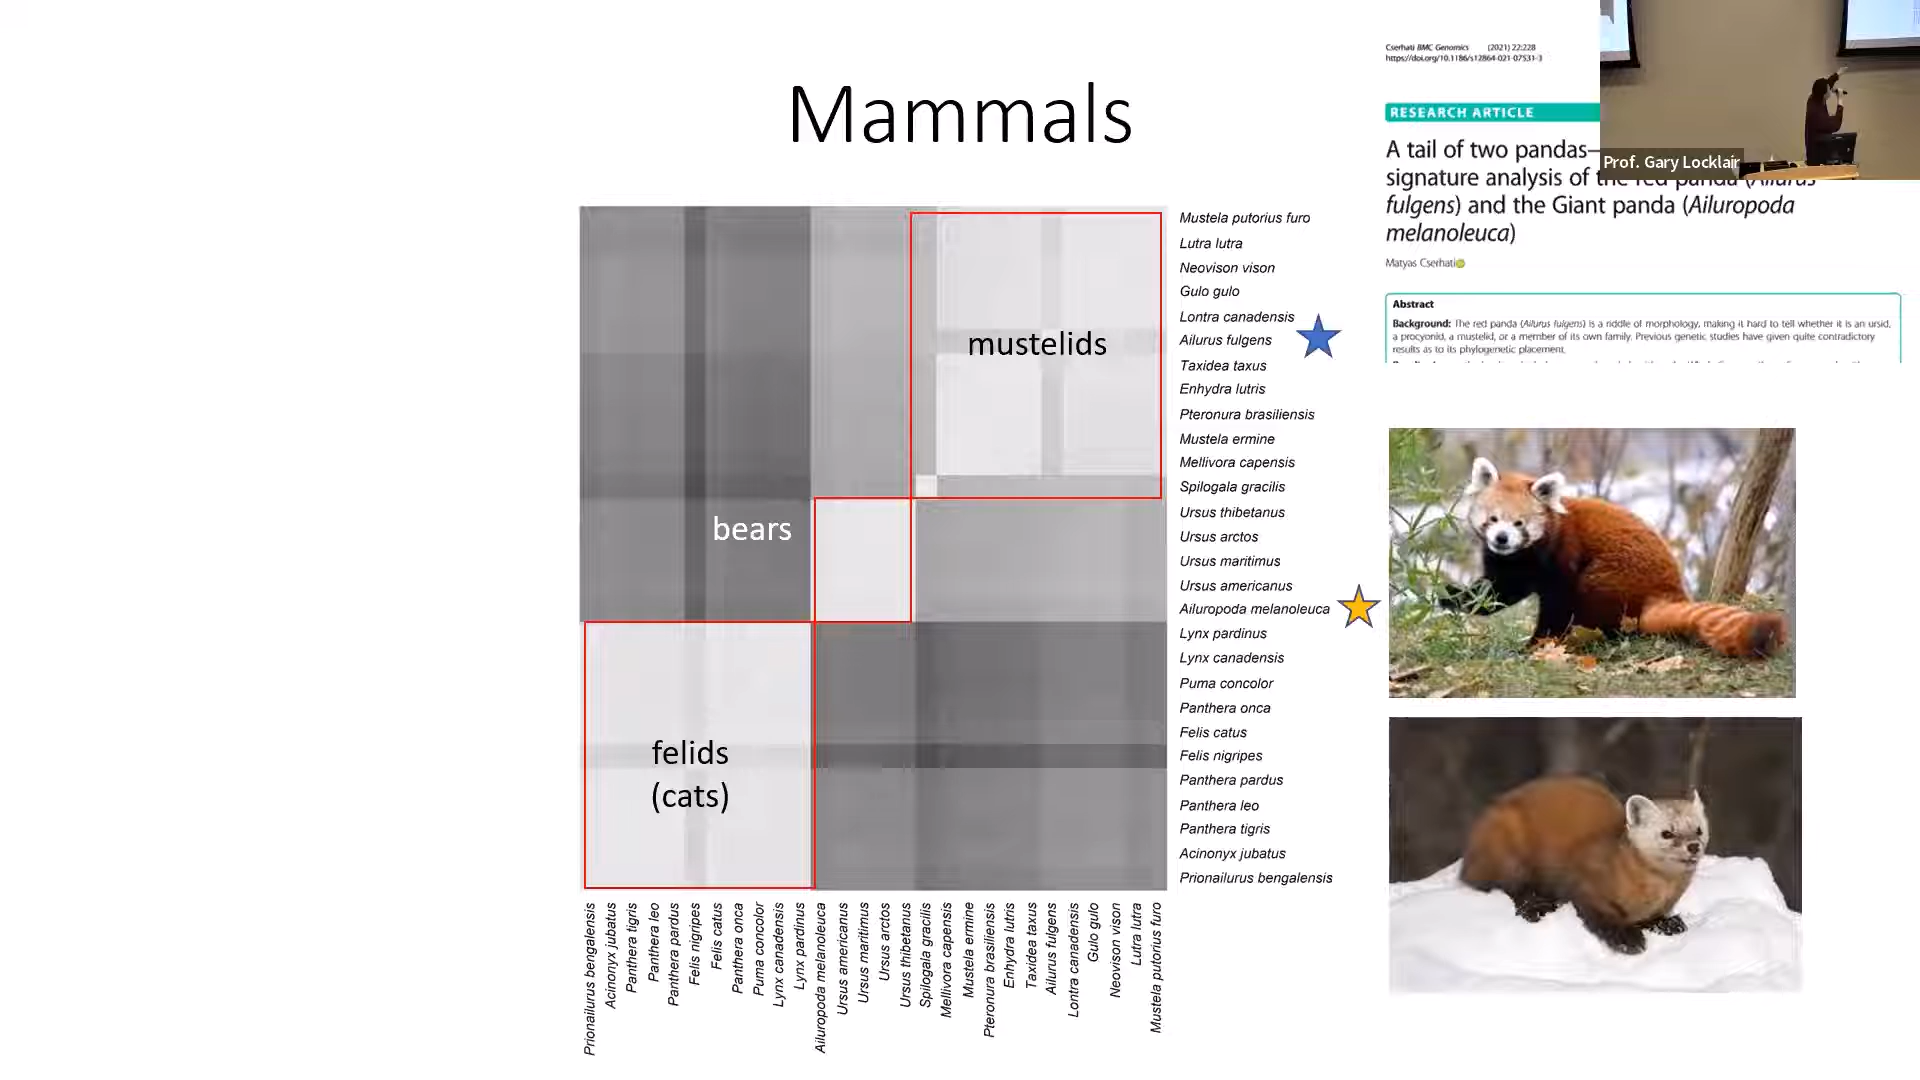 Mammals
mustelids
bears
felids
(cats)
Mustela putorius furo
Lutra lutra
Neovison vison
Gulo gulo
Lontra canadensis
Ailurus fulgens
Taxidea taxus
Enhydra lutris
Pteronura brasiliensis
Mustela ermine
Mellivora capensis
Spilogala gracilis
Ursus thibetanus
Ursus arctos
Ursus maritimus
Ursus americanus
Ailuropoda melanoleuca
Lynx pardinus
Lynx canadensis
Puma concolor
Panthera onca
Felis catus
Felis nigripes
Panthera pardus
Panthera leo
Panthera tigris
Acinonyx jubatus
Prionailurus bengalensis
Prionailurus bengalensis
Acinonyx jubatus
Panthera tigris
Panthera leo
Panthera pardus
Felis nigripes
Felis catus
Panthera onca
Puma concolor
Lynx canadensis
Lynx pardinus
Ailuropoda melanoleuca
Ursus americanus
Ursus maritimus
Ursus arctos
Ursus thibetanus
Spilogala gracilis
Mellivora capensis
Mustela ermine
Pteronura brasiliensis
Enhydra lutris
Taxidea taxus
Ailurus fulgens
Lontra canadensis
Gulo gulo
Neovison vison
Lutra lutra
Mustela putorius furo
Cserhati BMC Genomics (2021) 22:228
https://doi.org/10.1186/s12864-021-07531-3
RESEARCH ARTICLE
A tail of two pandas—
signature analysis of the red panda (Ailurus
fulgens) and the Giant panda (Ailuropoda
melanoleuca)
Matyas Cserhati
Abstract
Background: The red panda (Ailurus fulgens) is a riddle of morphology, making it hard to tell whether it is an ursid,
a procyonid, a mustelid, or a member of its own family. Previous genetic studies have given quite contradictory
results as to its phylogenetic placement.
Prof. Gary Locklair